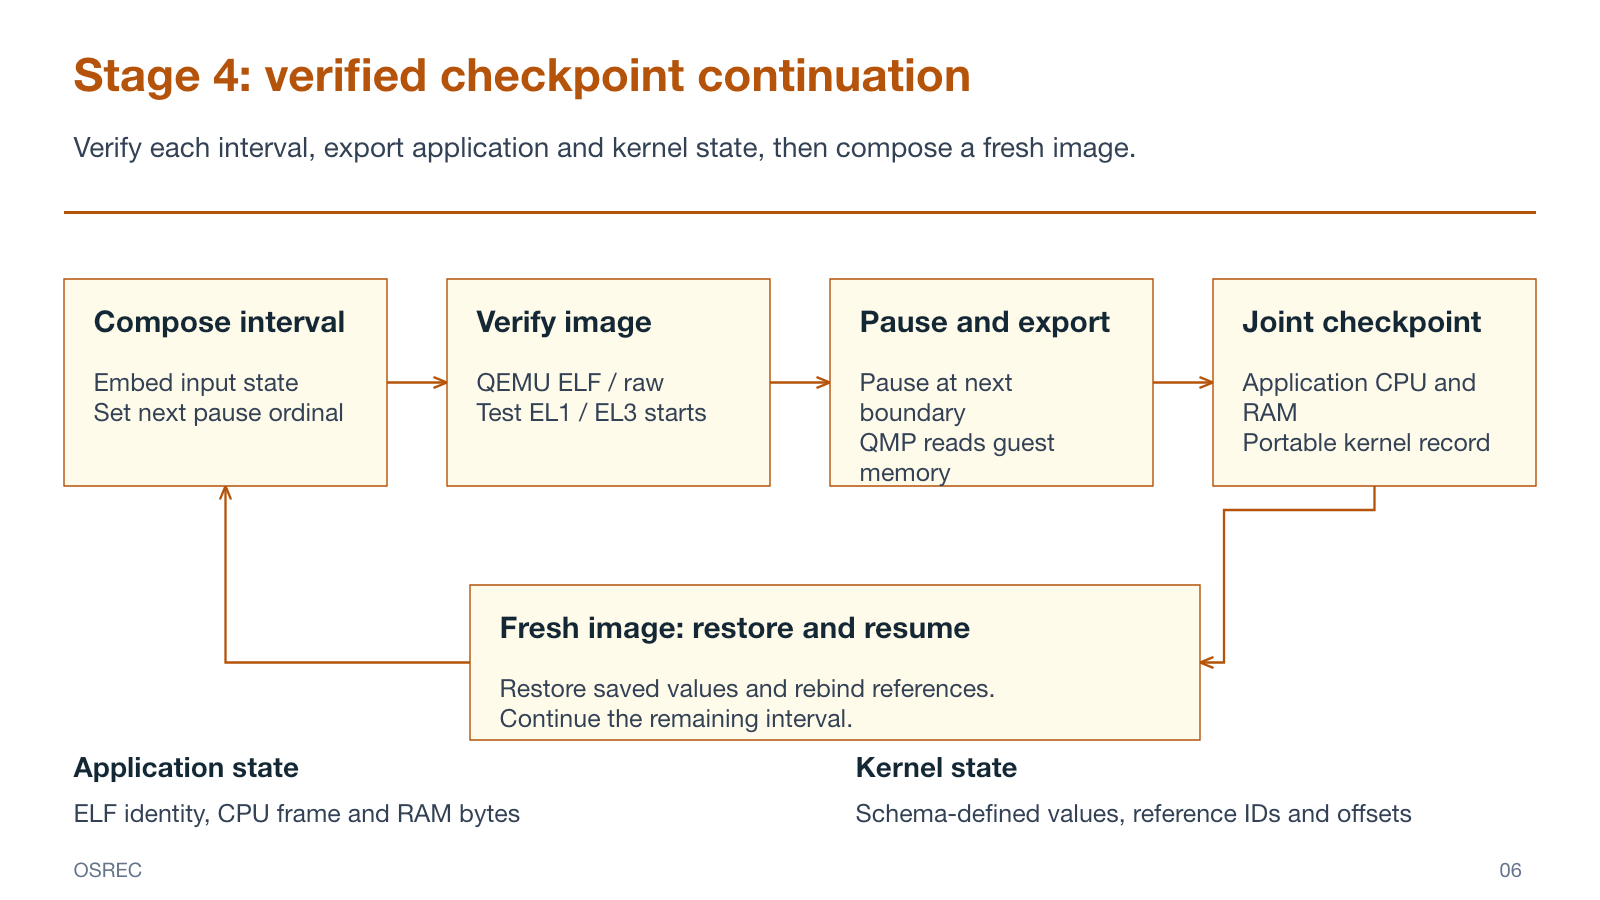 Stage 4: verified checkpoint continuation
Verify each interval, export application and kernel state, then compose a fresh image.
Compose interval
Embed input state
Set next pause ordinal
Verify image
QEMU ELF / raw
Test EL1 / EL3 starts
Pause and export
Pause at next
boundary
QMP reads guest
memory
Joint checkpoint
Application CPU and
RAM
Portable kernel record
Fresh image: restore and resume
Restore saved values and rebind references.
Continue the remaining interval.
Application state
ELF identity, CPU frame and RAM bytes
Kernel state
Schema-defined values, reference IDs and offsets
OSREC
06